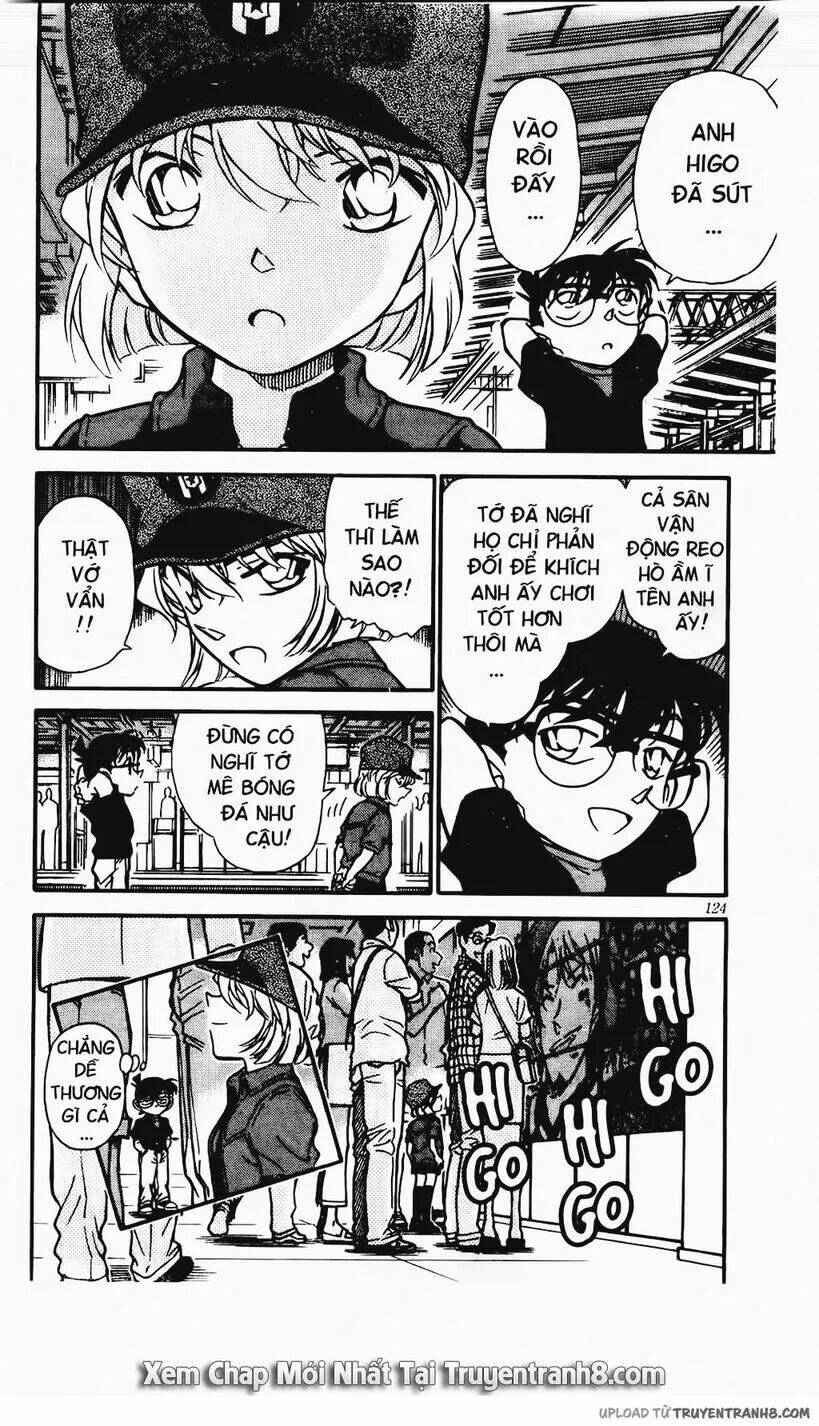 ANH
HIGO
ĐÃ SÚT
...
VÀO
RỒI
ĐẤY
...
CẢ SÂN
VẬN
ĐỘNG REO
HÒ ẦM Ĩ
TÊN ANH
ẤY!
TỚ ĐÃ NGHĨ
HỌ CHỈ PHẢN
ĐỐI ĐỂ KHÍCH
ANH ẤY CHƠI
TỐT HƠN
THÔI MÀ
...
THẾ
THÌ LÀM
SAO
NÀO?!
THẬT
VỚ
VẨN
!!
ĐỪNG CÓ
NGHĨ TỚ
MÊ BÓNG
ĐÁ NHƯ
CẬU!
124
HI
GO
HI
GO
HI
GO
CHẲNG
DỄ
THƯƠNG
GÌ CẢ
...
Xem Chap Mới Nhất Tại Truyentranh8.com
UPLOAD TỪ TRUYENTRANH8.COM